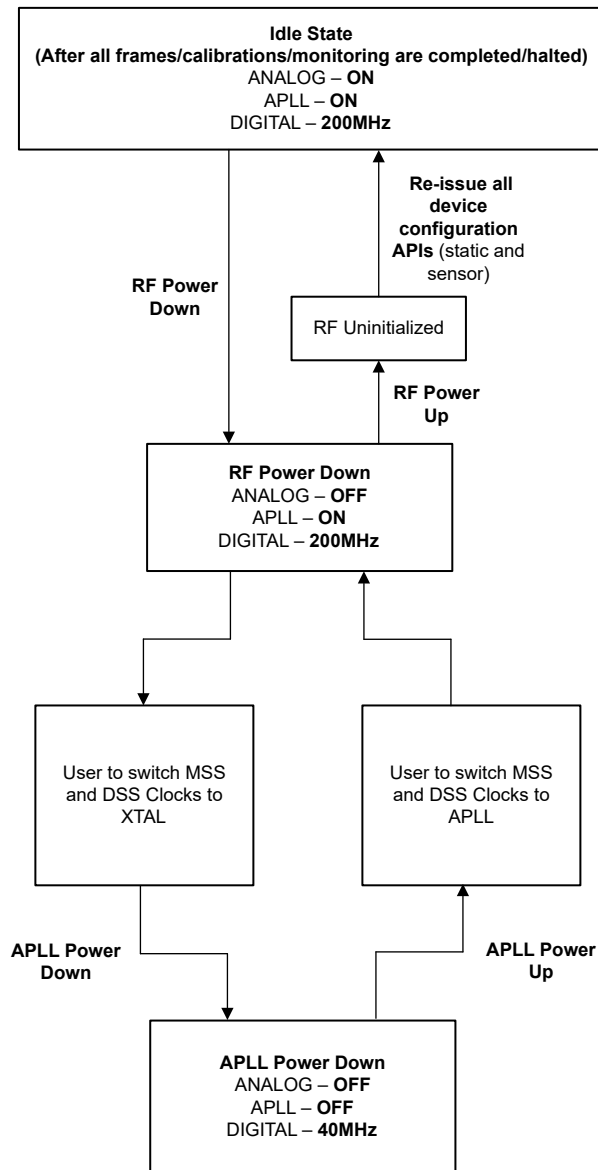 Idle State
(After all frames/calibrations/monitoring are completed/halted)
ANALOG – ON
APLL – ON
DIGITAL – 200MHz
Re-issue all
device
configuration
APIs (static and
sensor)
RF Power
Down
RF Uninitialized
RF Power
Up
RF Power Down
ANALOG – OFF
APLL – ON
DIGITAL – 200MHz
User to switch MSS
and DSS Clocks to
XTAL
User to switch MSS
and DSS Clocks to
APLL
APLL Power
Down
APLL Power
Up
APLL Power Down
ANALOG – OFF
APLL – OFF
DIGITAL – 40MHz